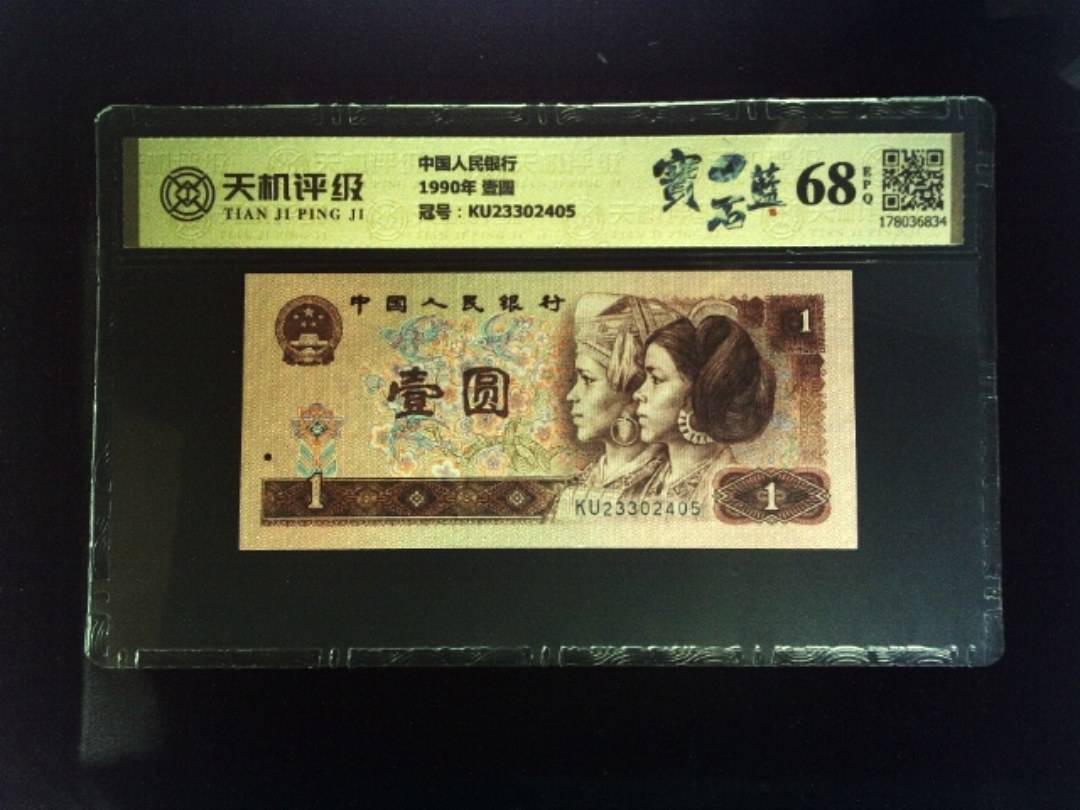 天机评级
TIAN JI PING JI
中国人民银行
1990年 壹圆
冠号：KU23302405
寶石藍
68
EPQ
178036834
中国人民银行
1
壹圆
1
KU23302405
1